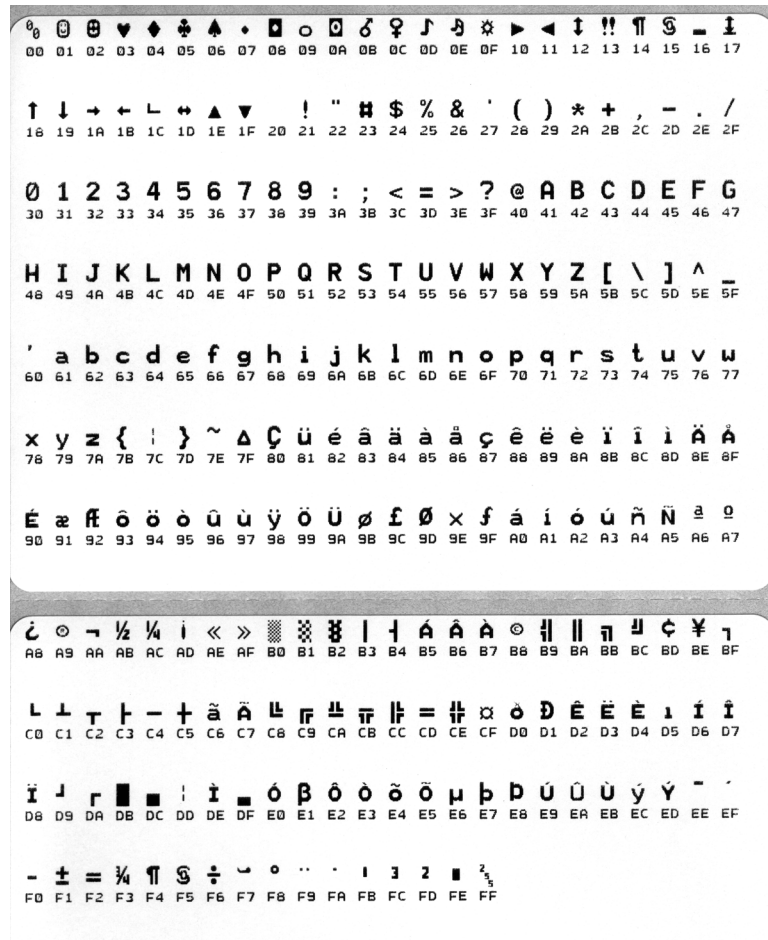 ⁰₀ ☺ ☻ ♥ ♦ ♣ ♠ • ◘ ○ ◙ ♂ ♀ ♪ ♫ ☼ ► ◄ ↕ ‼ ¶ § ▬ ↨
00 01 02 03 04 05 06 07 08 09 0A 0B 0C 0D 0E 0F 10 11 12 13 14 15 16 17
↑ ↓ → ← ∟ ↔ ▲ ▼ ! " # $ % & ' ( ) * + , - . /
18 19 1A 1B 1C 1D 1E 1F 20 21 22 23 24 25 26 27 28 29 2A 2B 2C 2D 2E 2F
0 1 2 3 4 5 6 7 8 9 : ; < = > ? @ A B C D E F G
30 31 32 33 34 35 36 37 38 39 3A 3B 3C 3D 3E 3F 40 41 42 43 44 45 46 47
H I J K L M N O P Q R S T U V W X Y Z [ \ ] ^ _
48 49 4A 4B 4C 4D 4E 4F 50 51 52 53 54 55 56 57 58 59 5A 5B 5C 5D 5E 5F
' a b c d e f g h i j k l m n o p q r s t u v w
60 61 62 63 64 65 66 67 68 69 6A 6B 6C 6D 6E 6F 70 71 72 73 74 75 76 77
x y z { ¦ } ~ ∆ Ç ü é â ä à å ç ê ë è ï î ì Ä Å
78 79 7A 7B 7C 7D 7E 7F 80 81 82 83 84 85 86 87 88 89 8A 8B 8C 8D 8E 8F
É æ Æ ô ö ò û ù ÿ Ö Ü ø £ Ø × ƒ á í ó ú ñ Ñ ª º
90 91 92 93 94 95 96 97 98 99 9A 9B 9C 9D 9E 9F A0 A1 A2 A3 A4 A5 A6 A7
¿ ® ¬ ½ ¼ ¡ « » ░ ▒ ▓ │ ┤ Á Â À © ╣ ║ ╗ ╝ ¢ ¥ ┐
A8 A9 AA AB AC AD AE AF B0 B1 B2 B3 B4 B5 B6 B7 B8 B9 BA BB BC BD BE BF
└ ┴ ┬ ├ ─ ┼ ã Ã ╚ ╔ ╩ ╦ ╠ ═ ╬ ¤ ð Ð Ê Ë È ı Í Î
C0 C1 C2 C3 C4 C5 C6 C7 C8 C9 CA CB CC CD CE CF D0 D1 D2 D3 D4 D5 D6 D7
Ï ┘ ┌ █ ▄ ¦ Ì ▬ Ó β Ô Ò õ Õ µ þ Þ Ú Û Ù ý Ý ¯ ´
D8 D9 DA DB DC DD DE DF E0 E1 E2 E3 E4 E5 E6 E7 E8 E9 EA EB EC ED EE EF
- ± = ¾ ¶ § ÷ ¸ ° ¨ · ı ³ ² ■ ²₅₅
F0 F1 F2 F3 F4 F5 F6 F7 F8 F9 FA FB FC FD FE FF